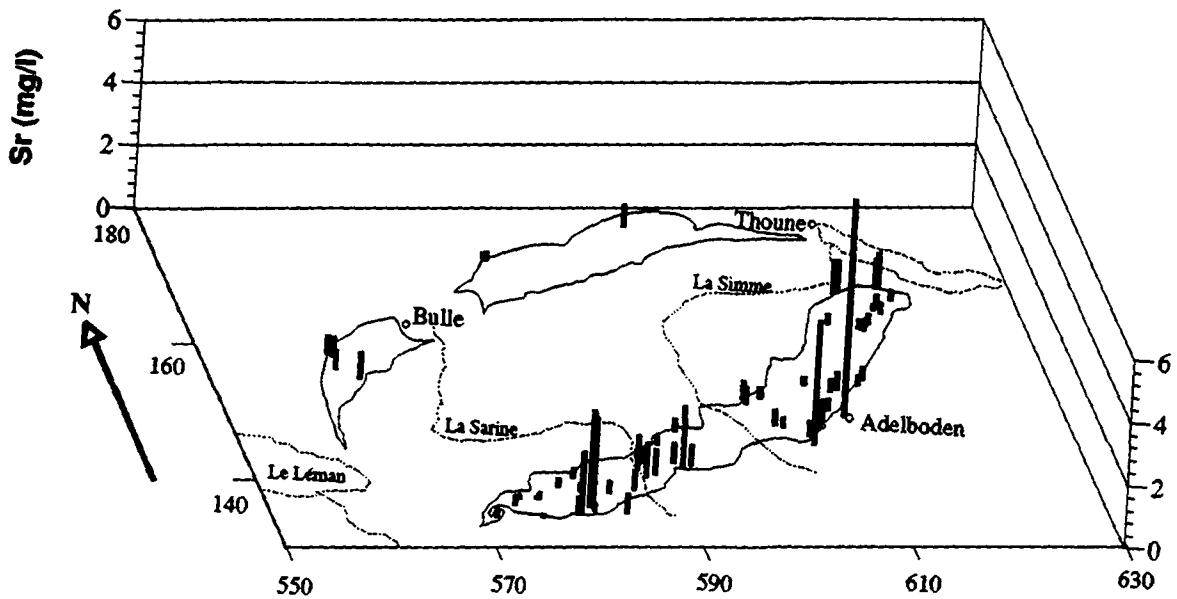 6
4
2
0
Sr (mg/l)
180
160
140
N
Thoune
La Simme
Bulle
La Sarine
Le Léman
Adelboden
6
4
2
0
550
570
590
610
630